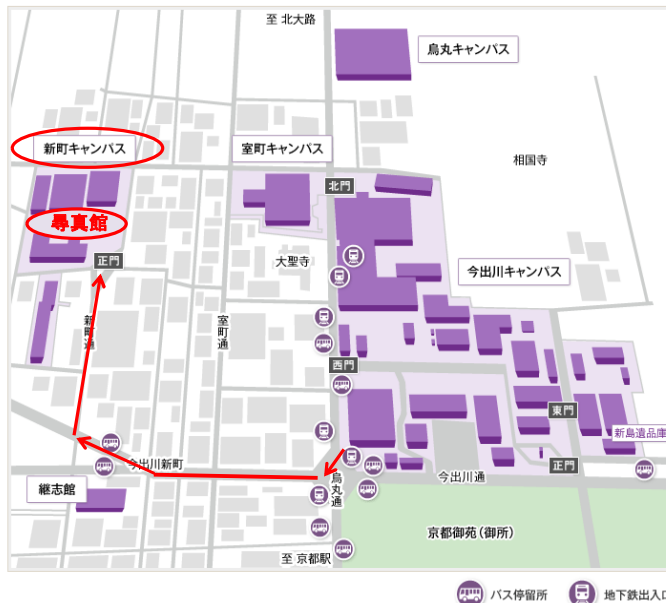 至 北大路
烏丸キャンパス
新町キャンパス
室町キャンパス
相国寺
北門
尋真館
正門
大聖寺
今出川キャンパス
新町通
室町通
西門
東門
新島遺品庫
今出川新町
烏丸通
今出川通
正門
継志館
京都御苑(御所)
至 京都駅
バス停留所
地下鉄出入口